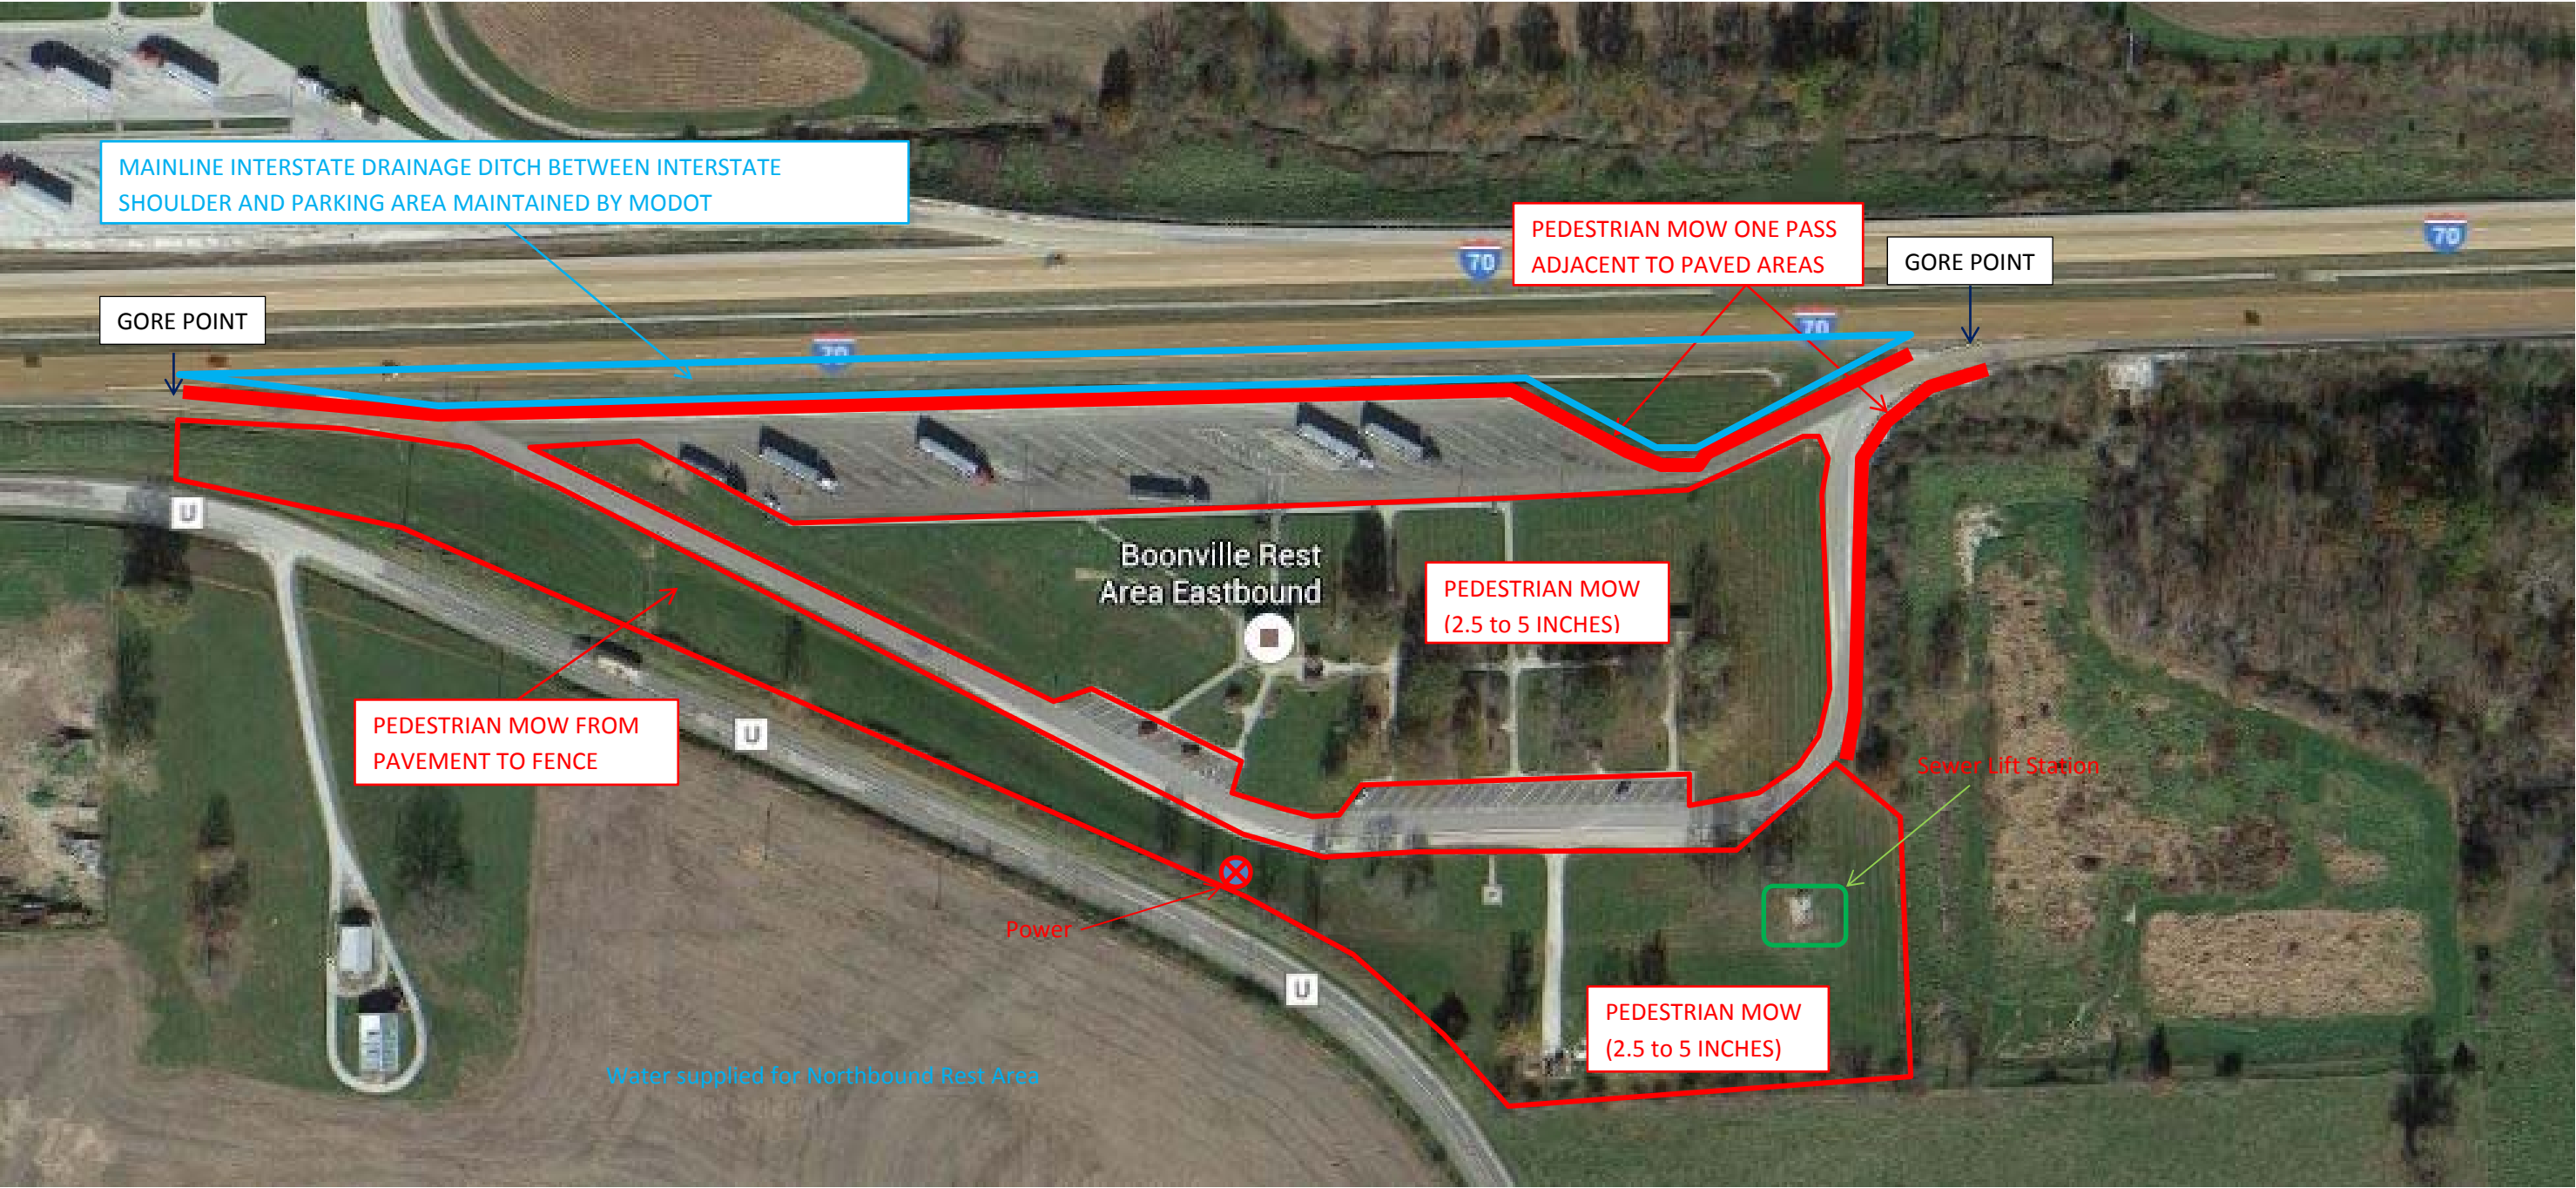 MAINLINE INTERSTATE DRAINAGE DITCH BETWEEN INTERSTATE
SHOULDER AND PARKING AREA MAINTAINED BY MODOT
PEDESTRIAN MOW ONE PASS
ADJACENT TO PAVED AREAS
GORE POINT
70
70
GORE POINT
70
70
U
Boonville Rest
Area Eastbound
PEDESTRIAN MOW
(2.5 to 5 INCHES)
PEDESTRIAN MOW FROM
PAVEMENT TO FENCE
U
Sewer Lift Station
Power
U
PEDESTRIAN MOW
(2.5 to 5 INCHES)
Water supplied for Northbound Rest Area